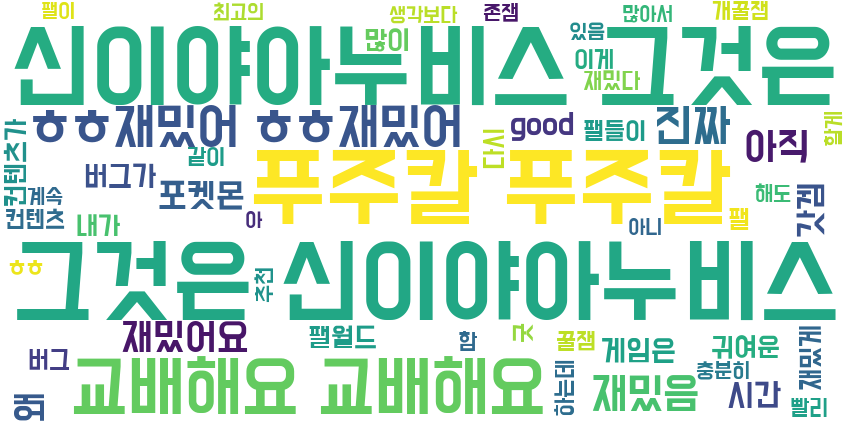 팰이 최고의 생각보다 존잼 많아서 개꿀잼
신이야아누비스 그것은
많이 있음 이게 재밌다
ㅎㅎ재밌어 ㅎㅎ재밌어 good 팰들이 진짜 아직 할게
컨텐츠가 버그가 같이 다시
푸주칼 푸주칼
계속 포켓몬 해도 갓겜
컨텐츠 내가 아 아니 팰
그것은 신이야아누비스
ㅎㅎ 추천
재밌어요 팰월드 함 굿 꿀잼 게임은 귀여운 재밌게
버그 교배해요 교배해요 하는데 재밌음 충분히 시간
왜 빨리